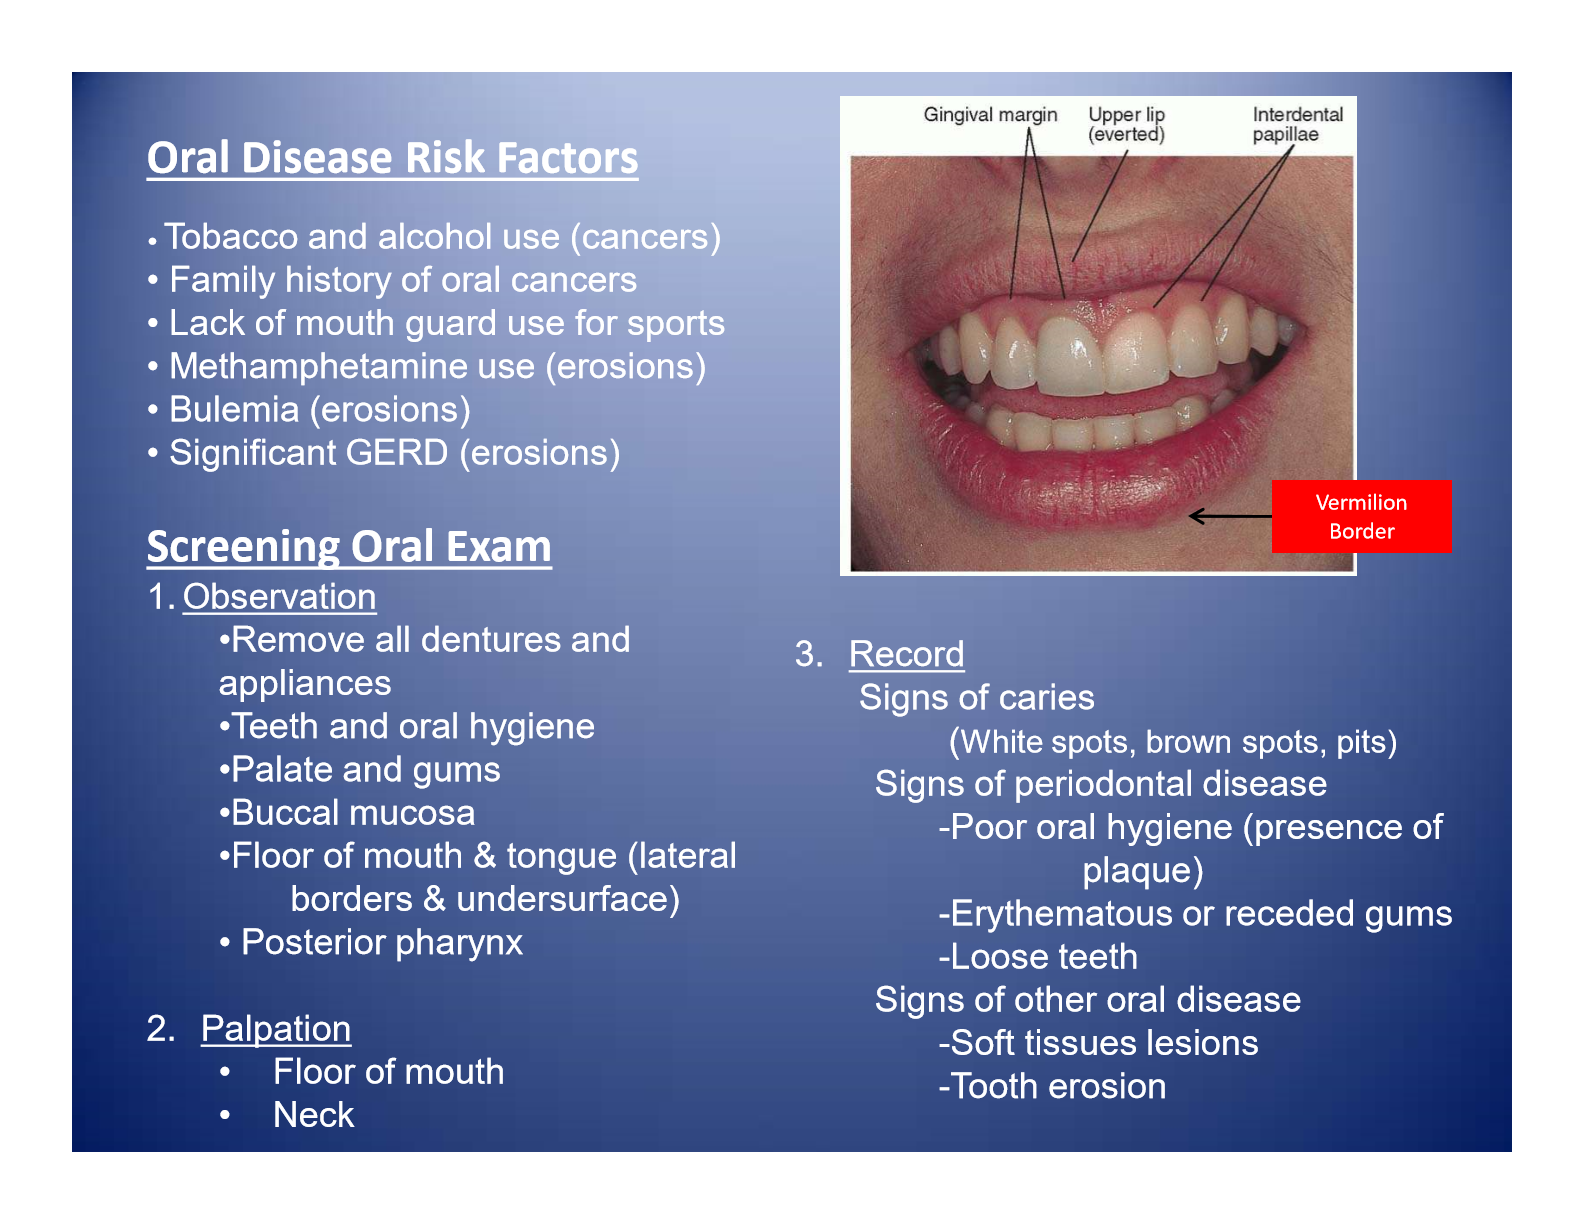 Oral Disease Risk Factors
• Tobacco and alcohol use (cancers)
• Family history of oral cancers
• Lack of mouth guard use for sports
• Methamphetamine use (erosions)
• Bulemia (erosions)
• Significant GERD (erosions)
Screening Oral Exam
1. Observation
•Remove all dentures and
appliances
•Teeth and oral hygiene
•Palate and gums
•Buccal mucosa
•Floor of mouth & tongue (lateral
borders & undersurface)
• Posterior pharynx
2. Palpation
• Floor of mouth
• Neck
Gingival margin
Upper lip
(everted)
Interdental
papillae
Vermilion
Border
3. Record
Signs of caries
(White spots, brown spots, pits)
Signs of periodontal disease
-Poor oral hygiene (presence of
plaque)
-Erythematous or receded gums
-Loose teeth
Signs of other oral disease
-Soft tissues lesions
-Tooth erosion